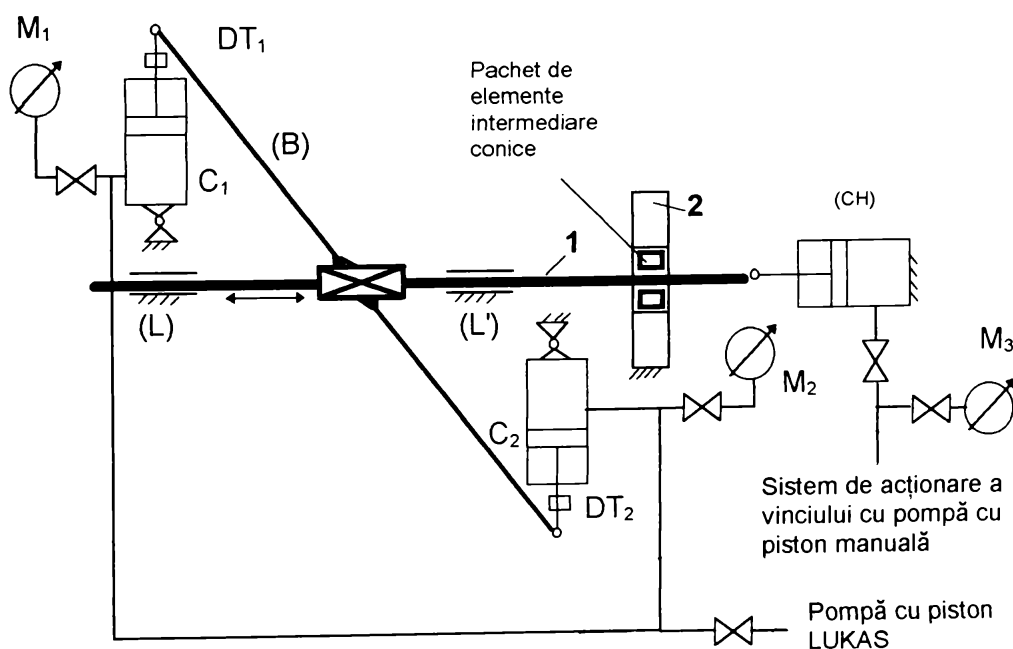 M₁
DT₁
Pachet de
elemente
intermediare
conice
(B)
C₁
2
(CH)
1
(L)
(L')
M₂
M₃
C₂
DT₂
Sistem de acționare a
vinciului cu pompă cu
piston manuală
Pompă cu piston
LUKAS